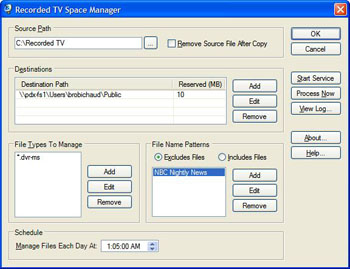 Recorded TV Space Manager
Source Path
C:\Recorded TV
...
Remove Source File After Copy
OK
Cancel
Destinations
Destination Path Reserved (MB)
\\pdxfs1\Users\brobichaud\Public 10
Add
Edit
Remove
Start Service
Process Now
View Log...
About...
Help...
File Types To Manage
*.dvr-ms
Add
Edit
Remove
File Name Patterns
Excludes Files Includes Files
NBC Nightly News
Add
Edit
Remove
Schedule
Manage Files Each Day At: 1:05:00 AM